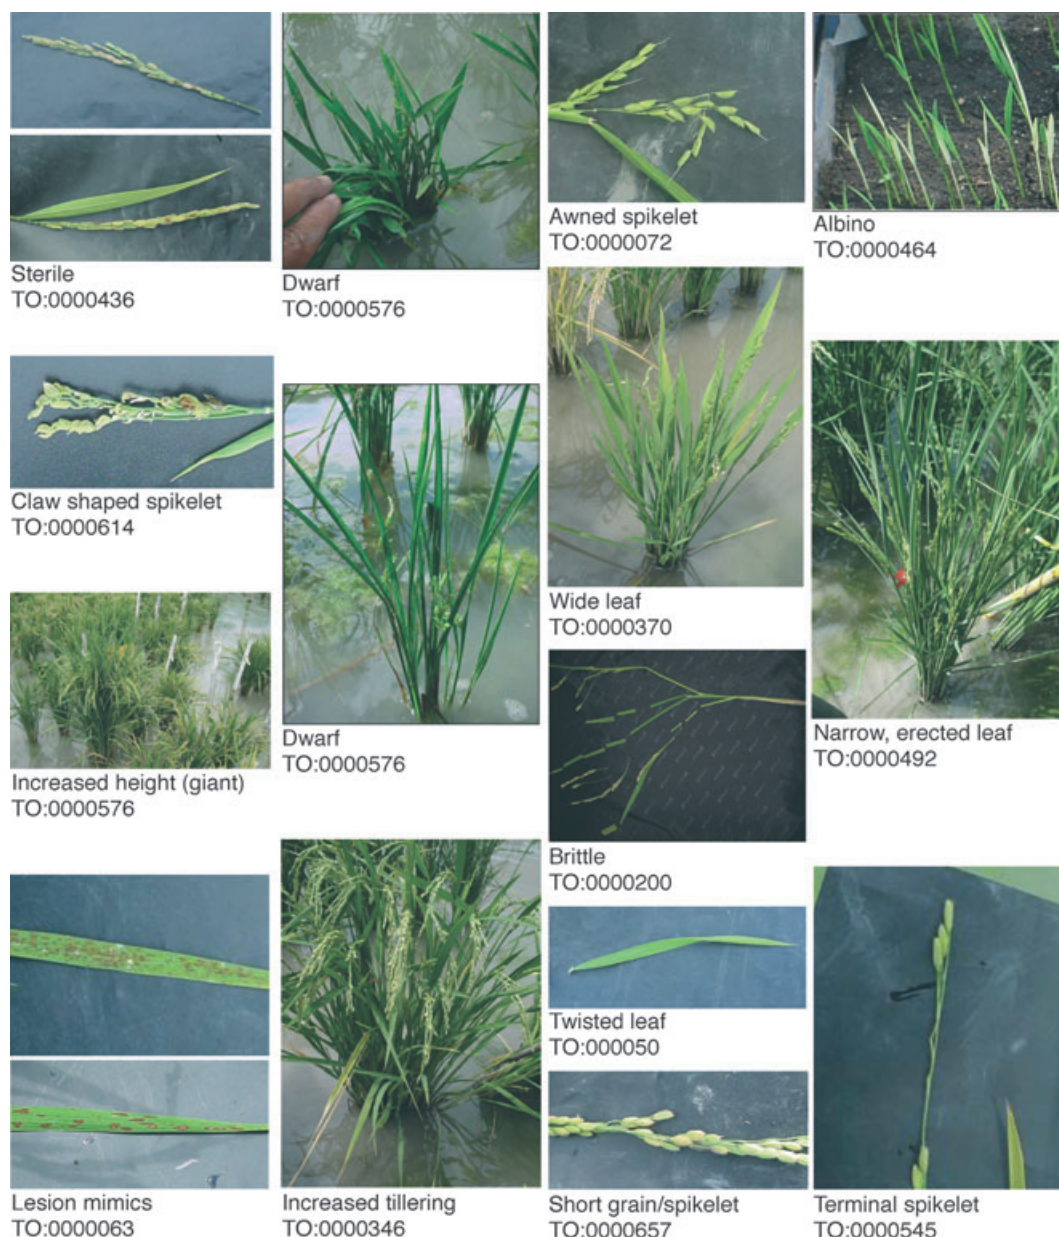 Sterile
TO:0000436
Dwarf
TO:0000576
Awned spikelet
TO:0000072
Albino
TO:0000464
Claw shaped spikelet
TO:0000614
Dwarf
TO:0000576
Wide leaf
TO:0000370
Narrow, erected leaf
TO:0000492
Increased height (giant)
TO:0000576
Brittle
TO:0000200
Twisted leaf
TO:000050
Lesion mimics
TO:0000063
Increased tillering
TO:0000346
Short grain/spikelet
TO:0000657
Terminal spikelet
TO:0000545